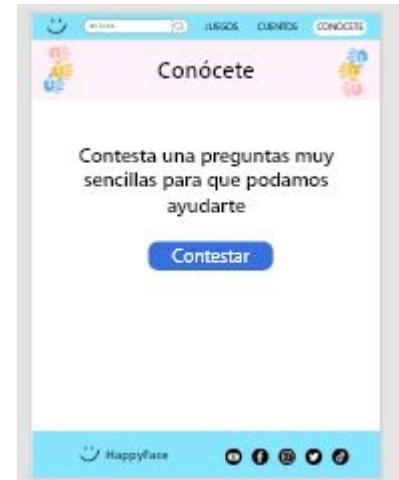 JUEGOS CUENTOS CONÓCETE
Conócete
Contesta una preguntas muy
sencillas para que podamos
ayudarte
Contestar
HappyFace